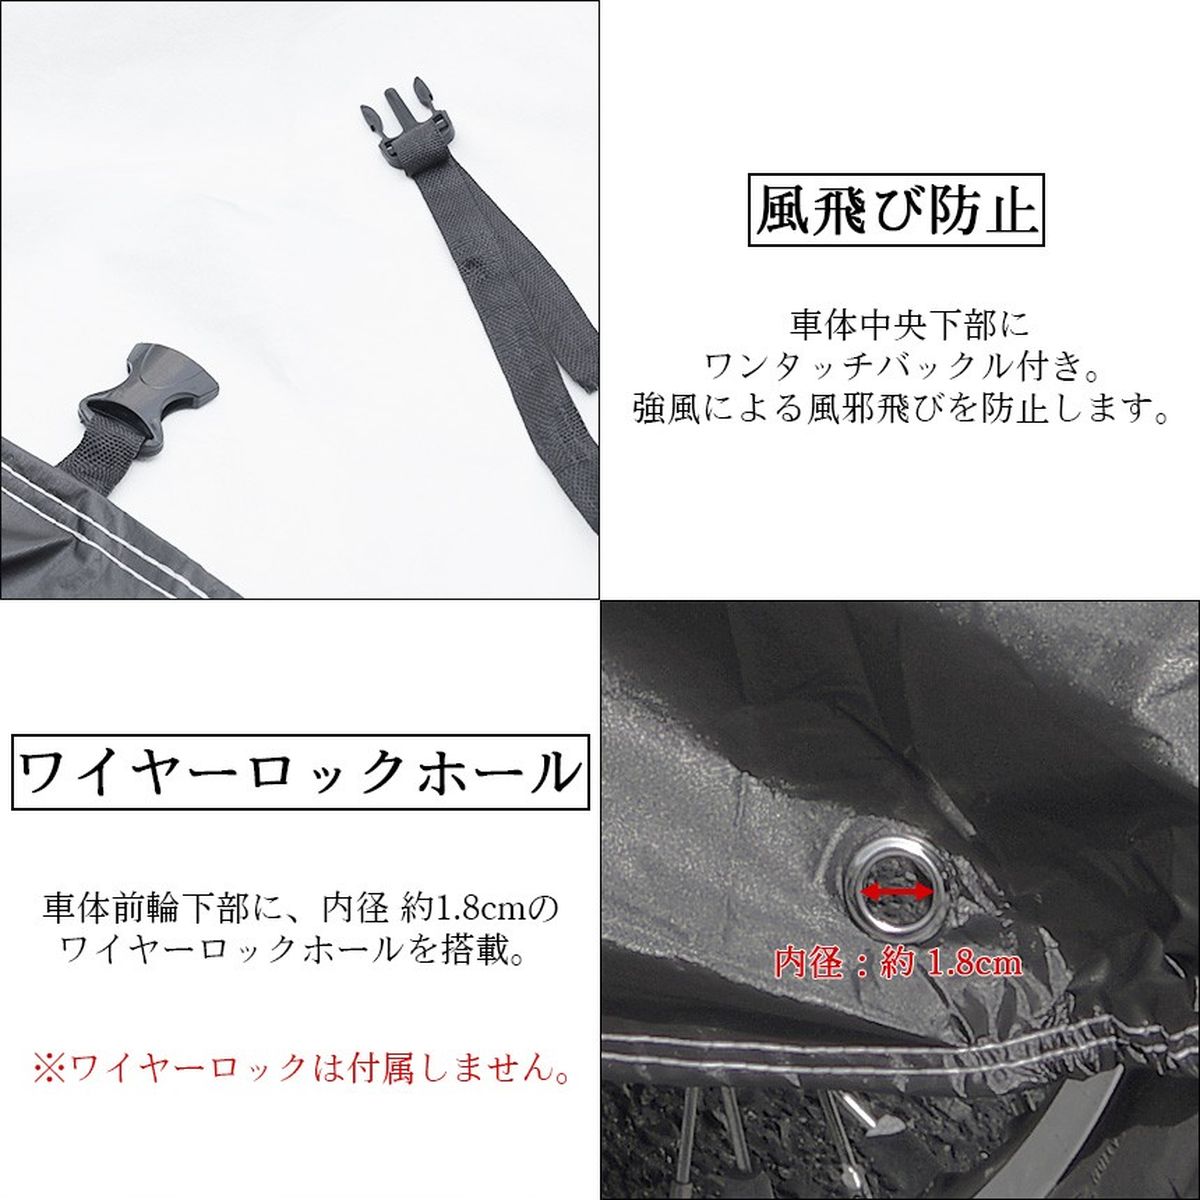 風飛び防止
車体中央下部に
ワンタッチバックル付き。
強風による風邪飛びを防止します。
ワイヤーロックホール
車体前輪下部に、内径 約1.8cmの
ワイヤーロックホールを搭載。
※ワイヤーロックは付属しません。
内径：約 1.8cm